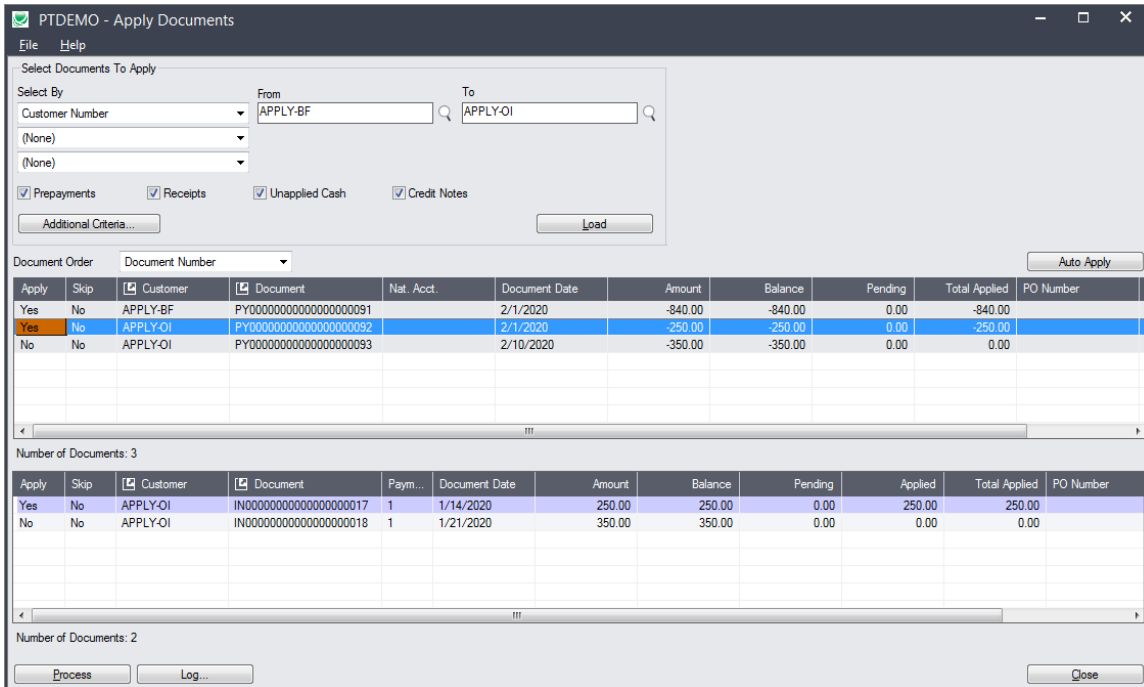 PTDEMO - Apply Documents
File Help
Select Documents To Apply
Select By From To
Customer Number APPLY-BF APPLY-OI
(None)
(None)
Prepayments Receipts Unapplied Cash Credit Notes
Additional Criteria... Load
Document Order Document Number Auto Apply
Apply Skip Customer Document Nat. Acct. Document Date Amount Balance Pending Total Applied PO Number
Yes No APPLY-BF PY00000000000000000091 2/1/2020 -840.00 -840.00 0.00 -840.00
Yes No APPLY-OI PY00000000000000000092 2/1/2020 -250.00 -250.00 0.00 -250.00
No No APPLY-OI PY00000000000000000093 2/10/2020 -350.00 -350.00 0.00 0.00
Number of Documents: 3
Apply Skip Customer Document Paym... Document Date Amount Balance Pending Applied Total Applied PO Number
Yes No APPLY-OI IN00000000000000000017 1 1/14/2020 250.00 250.00 0.00 250.00 250.00
No No APPLY-OI IN00000000000000000018 1 1/21/2020 350.00 350.00 0.00 0.00 0.00
Number of Documents: 2
Process Log... Close